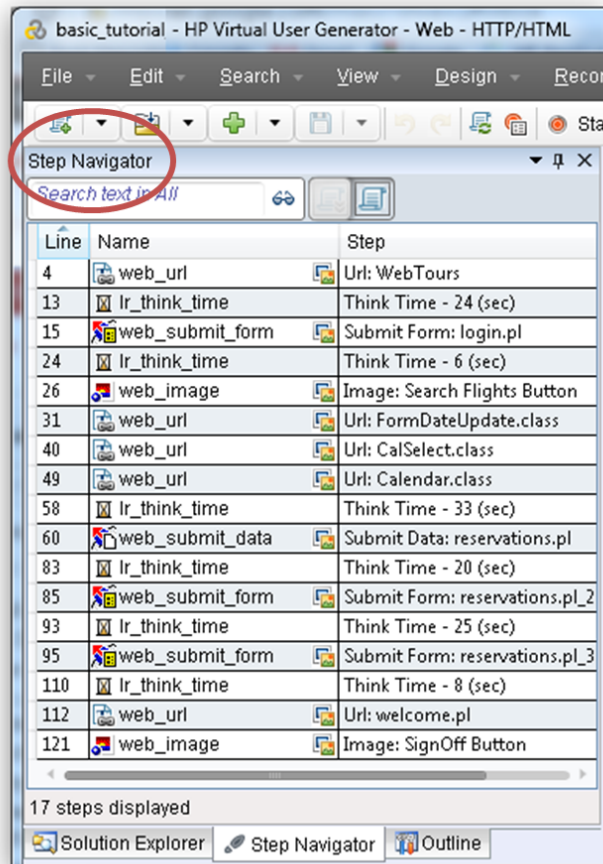 basic_tutorial - HP Virtual User Generator - Web - HTTP/HTML
File Edit Search View Design Recor
Sta
Step Navigator
Search text in All
Line Name Step
4 web_url Url: WebTours
13 lr_think_time Think Time - 24 (sec)
15 web_submit_form Submit Form: login.pl
24 lr_think_time Think Time - 6 (sec)
26 web_image Image: Search Flights Button
31 web_url Url: FormDateUpdate.class
40 web_url Url: CalSelect.class
49 web_url Url: Calendar.class
58 lr_think_time Think Time - 33 (sec)
60 web_submit_data Submit Data: reservations.pl
83 lr_think_time Think Time - 20 (sec)
85 web_submit_form Submit Form: reservations.pl_2
93 lr_think_time Think Time - 25 (sec)
95 web_submit_form Submit Form: reservations.pl_3
110 lr_think_time Think Time - 8 (sec)
112 web_url Url: welcome.pl
121 web_image Image: SignOff Button
17 steps displayed
Solution Explorer Step Navigator Outline